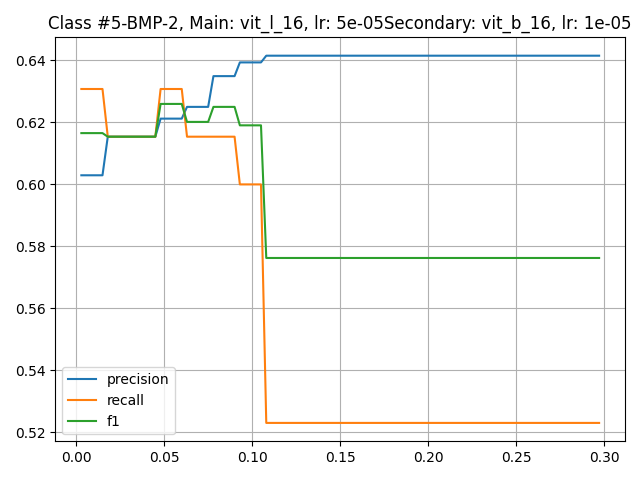 Class #5-BMP-2, Main: vit_l_16, lr: 5e-05Secondary: vit_b_16, lr: 1e-05
0.64
0.62
0.60
0.58
0.56
0.54
0.52
precision
recall
f1
0.00 0.05 0.10 0.15 0.20 0.25 0.30